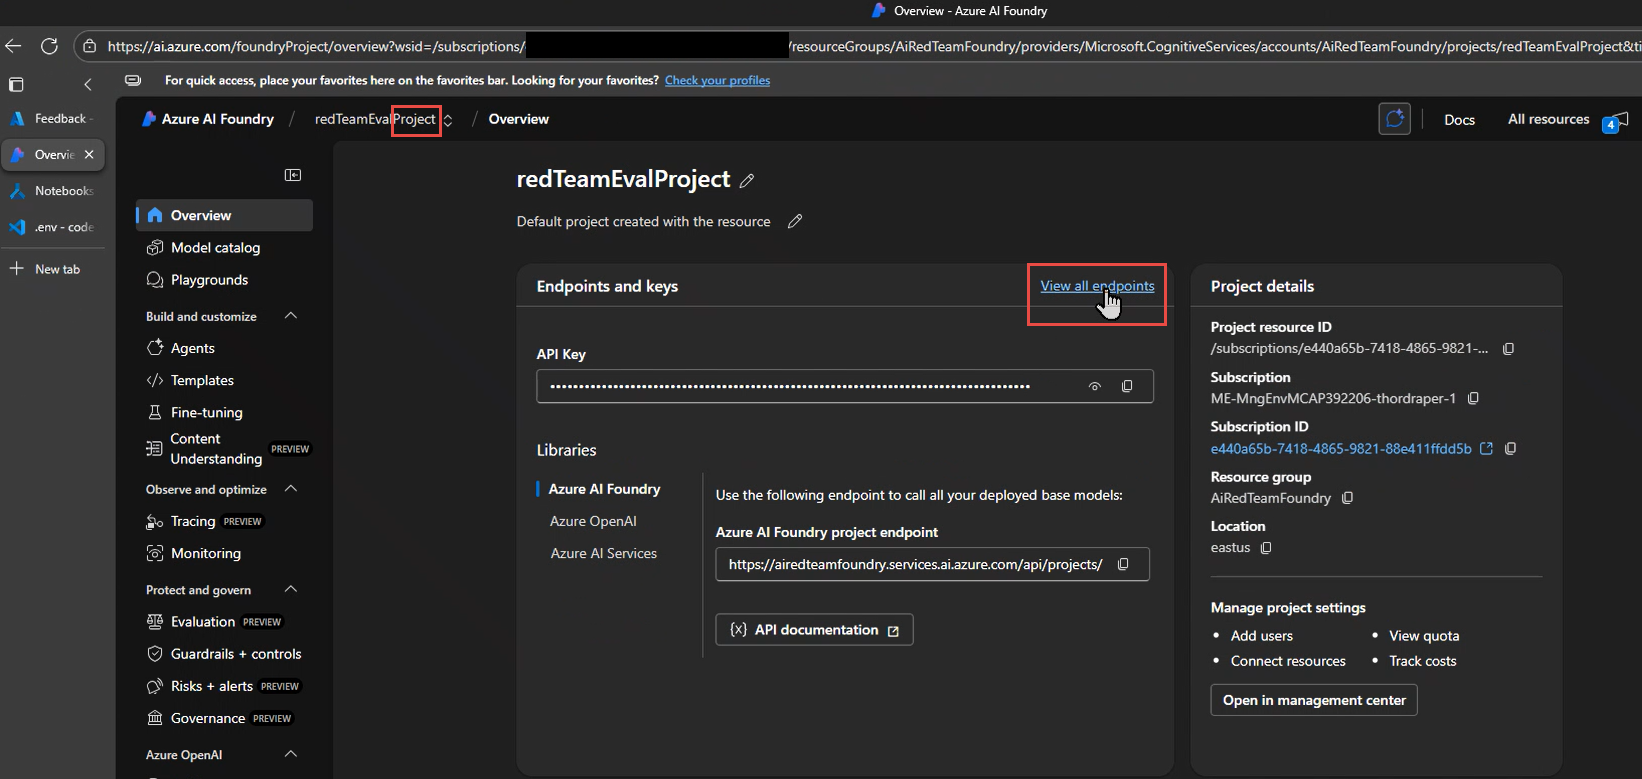 Overview - Azure AI Foundry
https://ai.azure.com/foundryProject/overview?wsid=/subscriptions/ /resourceGroups/AiRedTeamFoundry/providers/Microsoft.CognitiveServices/accounts/AiRedTeamFoundry/projects/redTeamEvalProject&ti
For quick access, place your favorites here on the favorites bar. Looking for your favorites? Check your profiles
Feedback -
Overvie
Notebooks
.env - code
New tab
Azure AI Foundry / redTeamEvalProject / Overview
Docs
All resources
4
Overview
Model catalog
Playgrounds
Build and customize
Agents
Templates
Fine-tuning
Content
Understanding PREVIEW
Observe and optimize
Tracing PREVIEW
Monitoring
Protect and govern
Evaluation PREVIEW
Guardrails + controls
Risks + alerts PREVIEW
Governance PREVIEW
Azure OpenAI
redTeamEvalProject
Default project created with the resource
Endpoints and keys
View all endpoints
API Key
Libraries
Azure AI Foundry
Azure OpenAI
Azure AI Services
Use the following endpoint to call all your deployed base models:
Azure AI Foundry project endpoint
https://airedteamfoundry.services.ai.azure.com/api/projects/
{x} API documentation
Project details
Project resource ID
/subscriptions/e440a65b-7418-4865-9821-...
Subscription
ME-MngEnvMCAP392206-thordraper-1
Subscription ID
e440a65b-7418-4865-9821-88e411ffdd5b
Resource group
AiRedTeamFoundry
Location
eastus
Manage project settings
• Add users
• View quota
• Connect resources
• Track costs
Open in management center